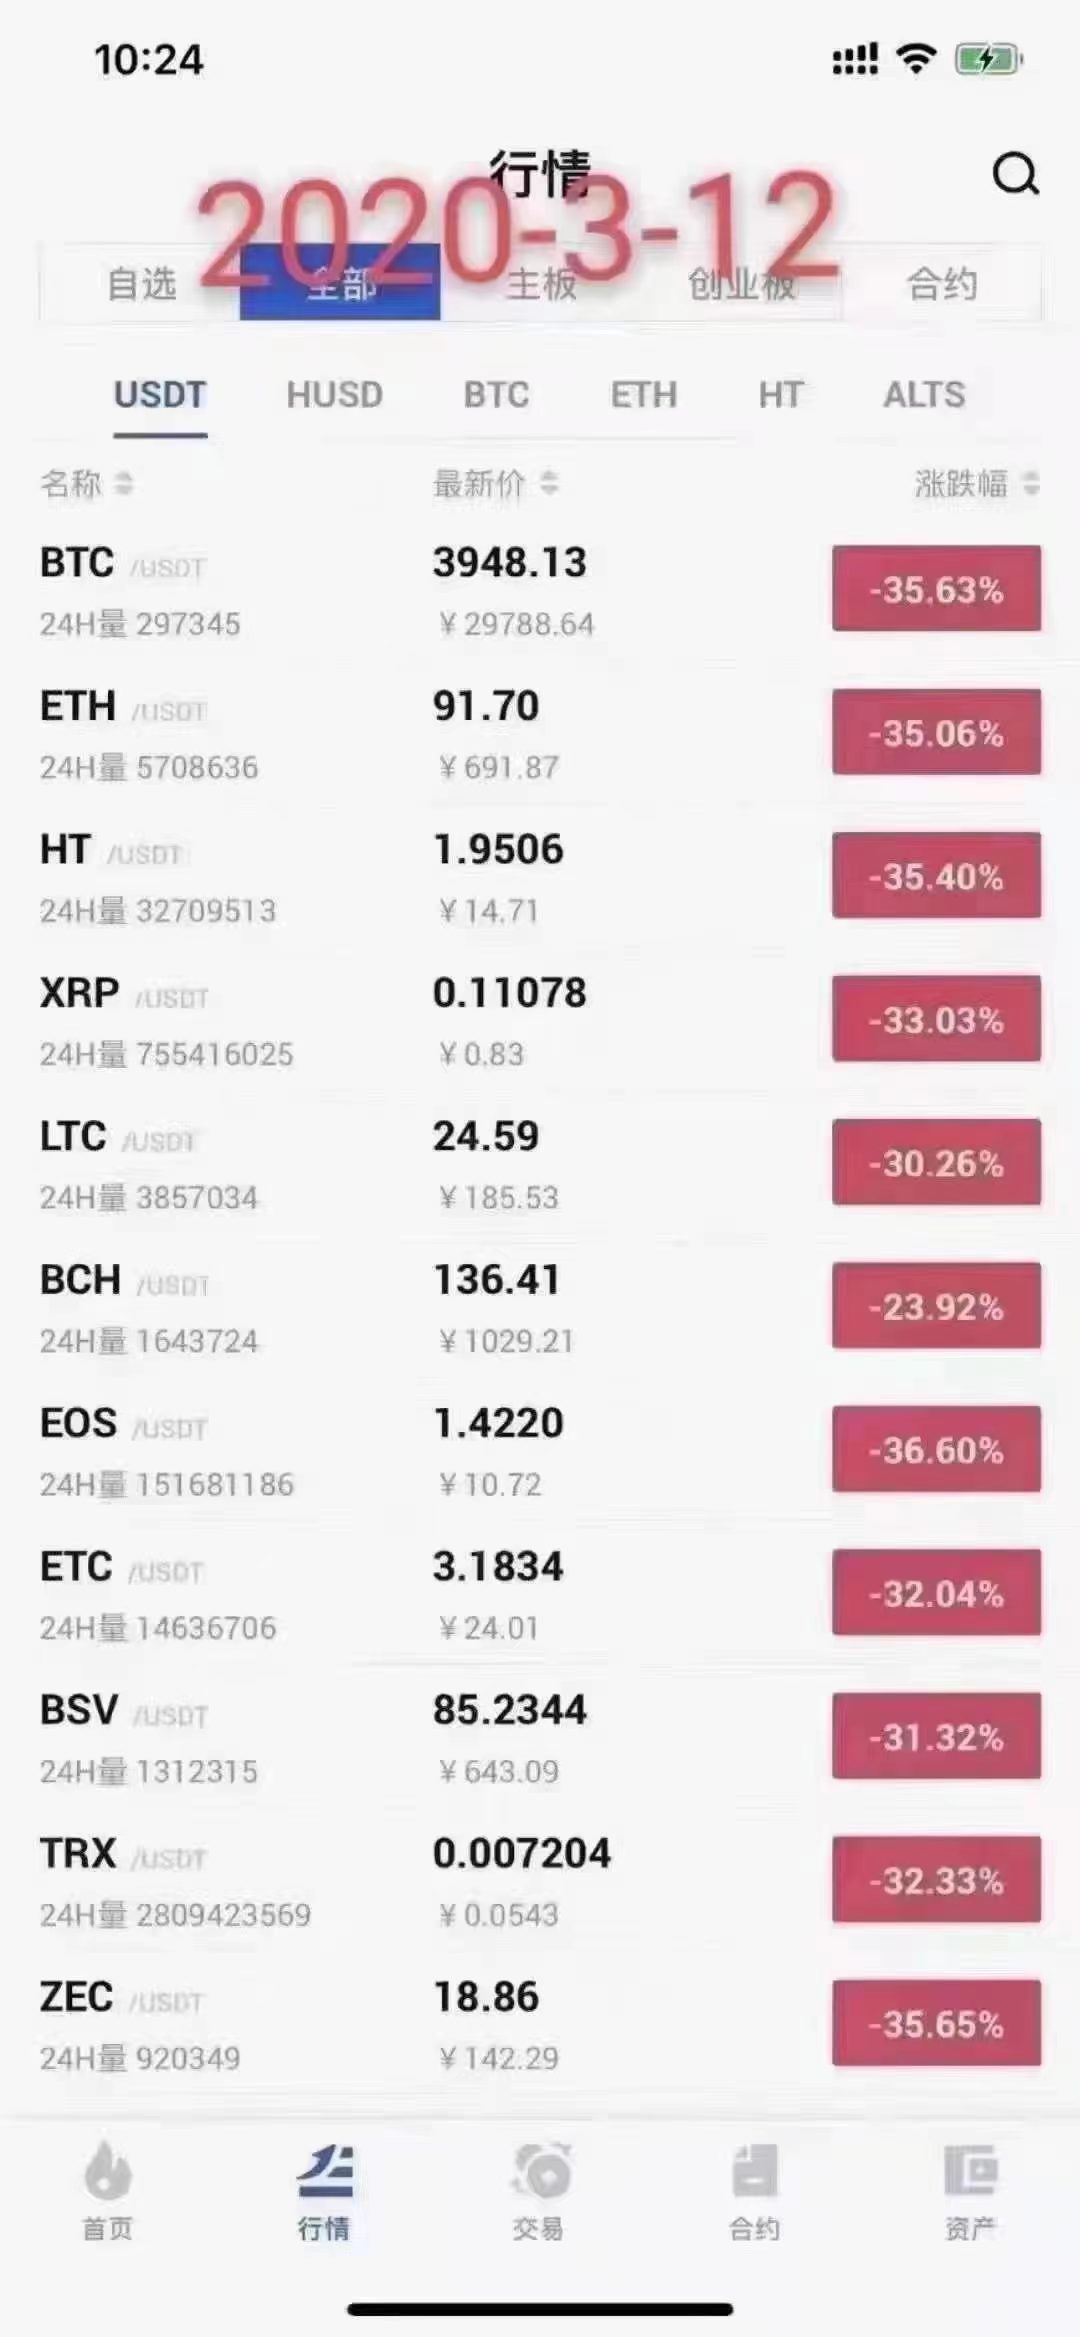 10:24
行情
2020-3-12
自选 全部 主板 创业板 合约
USDT HUSD BTC ETH HT ALTS
名称 最新价 涨跌幅
BTC /USDT 3948.13 -35.63%
24H量 297345 ¥29788.64
ETH /USDT 91.70 -35.06%
24H量 5708636 ¥691.87
HT /USDT 1.9506 -35.40%
24H量 32709513 ¥14.71
XRP /USDT 0.11078 -33.03%
24H量 755416025 ¥0.83
LTC /USDT 24.59 -30.26%
24H量 3857034 ¥185.53
BCH /USDT 136.41 -23.92%
24H量 1643724 ¥1029.21
EOS /USDT 1.4220 -36.60%
24H量 151681186 ¥10.72
ETC /USDT 3.1834 -32.04%
24H量 14636706 ¥24.01
BSV /USDT 85.2344 -31.32%
24H量 1312315 ¥643.09
TRX /USDT 0.007204 -32.33%
24H量 2809423569 ¥0.0543
ZEC /USDT 18.86 -35.65%
24H量 920349 ¥142.29
首页 行情 交易 合约 资产